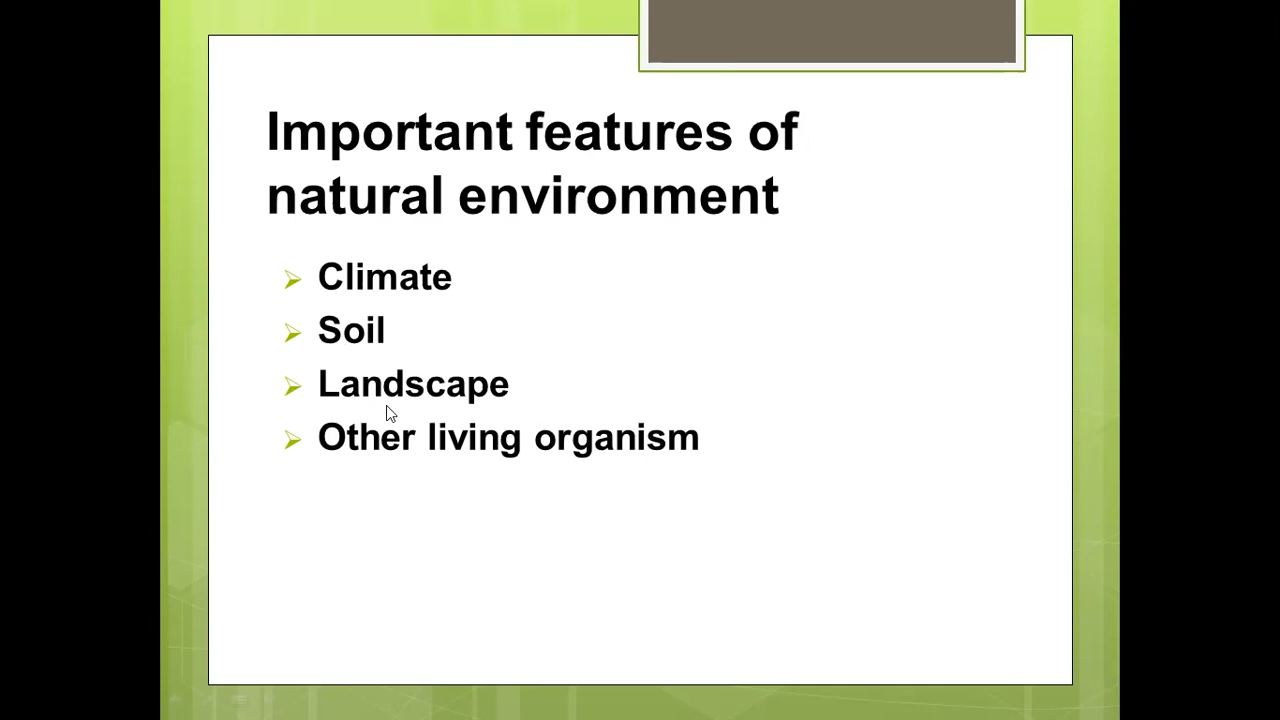 Important features of
natural environment
Climate
Soil
Landscape
Other living organism